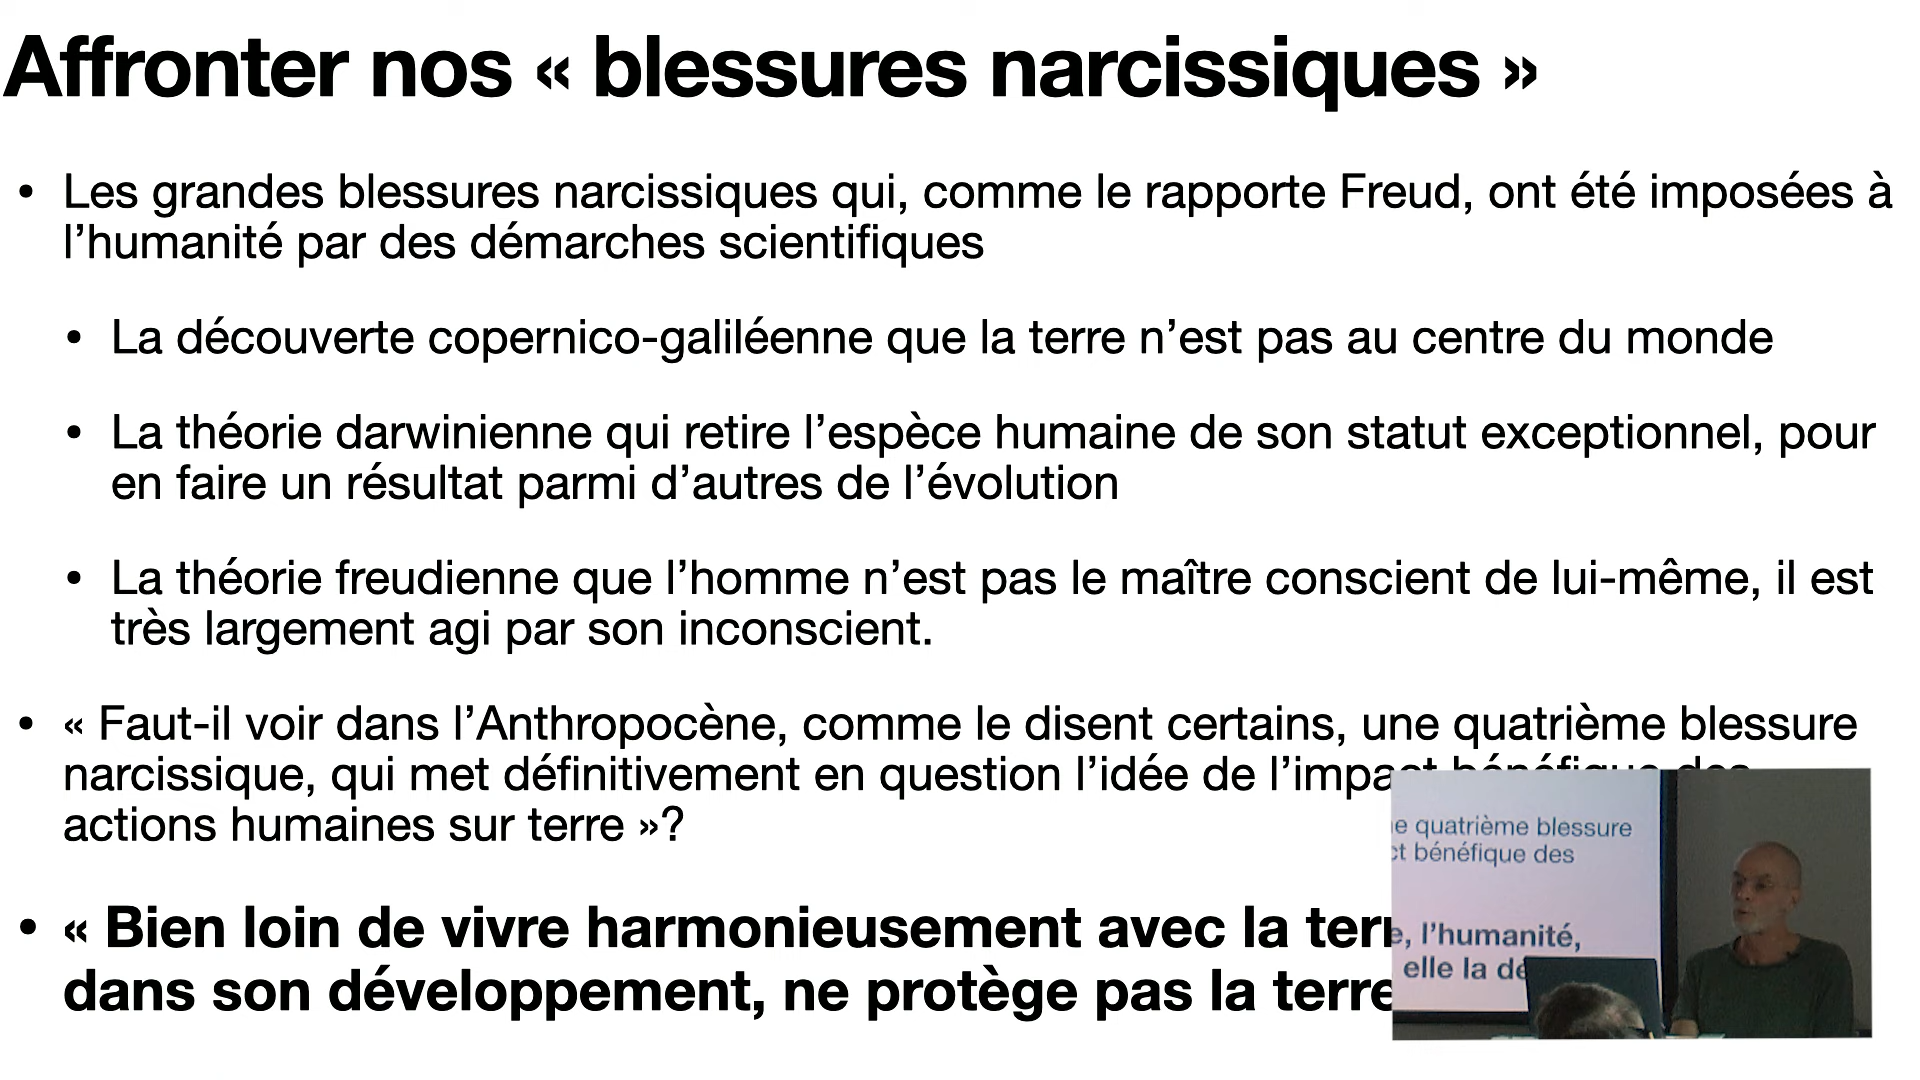 Affronter nos « blessures narcissiques »
• Les grandes blessures narcissiques qui, comme le rapporte Freud, ont été imposées à
l’humanité par des démarches scientifiques
• La découverte copernico-galiléenne que la terre n’est pas au centre du monde
• La théorie darwinienne qui retire l’espèce humaine de son statut exceptionnel, pour
en faire un résultat parmi d’autres de l’évolution
• La théorie freudienne que l’homme n’est pas le maître conscient de lui-même, il est
très largement agi par son inconscient.
• « Faut-il voir dans l’Anthropocène, comme le disent certains, une quatrième blessure
narcissique, qui met définitivement en question l’idée de l’impact bénéfique des
actions humaines sur terre »?
• « Bien loin de vivre harmonieusement avec la
dans son développement, ne protège pas la terre
quatrième blessure
bénéfique des
l’humanité,
elle la